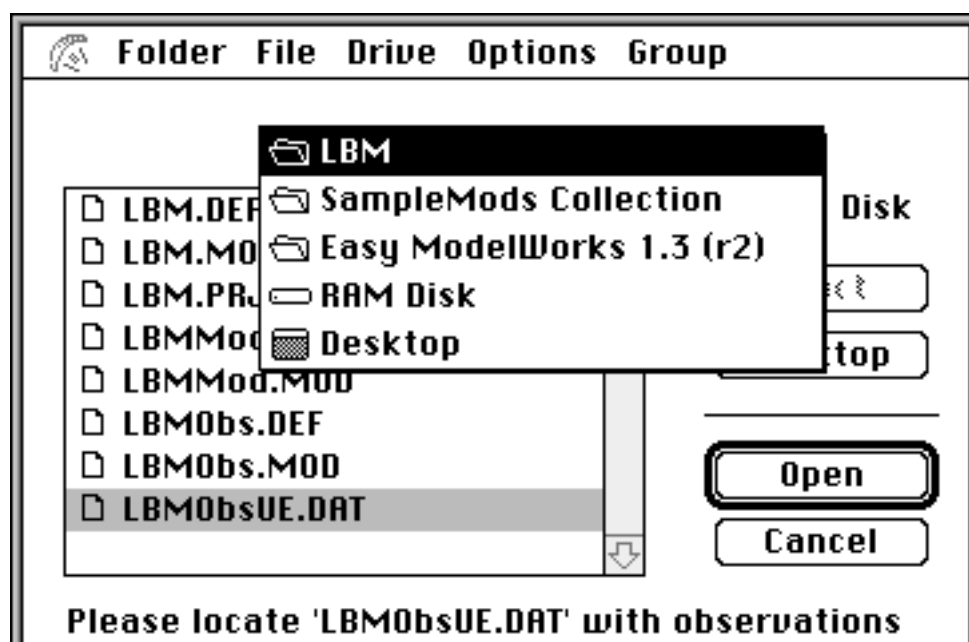 Folder File Drive Options Group
LBM
SampleMods Collection
Easy ModelWorks 1.3 (r2)
RAM Disk
Desktop
LBM.DEF
LBM.MO
LBM.PRJ
LBMMod
LBMMod.MOD
LBMObs.DEF
LBMObs.MOD
LBMObsUE.DAT
Disk
top
Open
Cancel
Please locate 'LBMObsUE.DAT' with observations